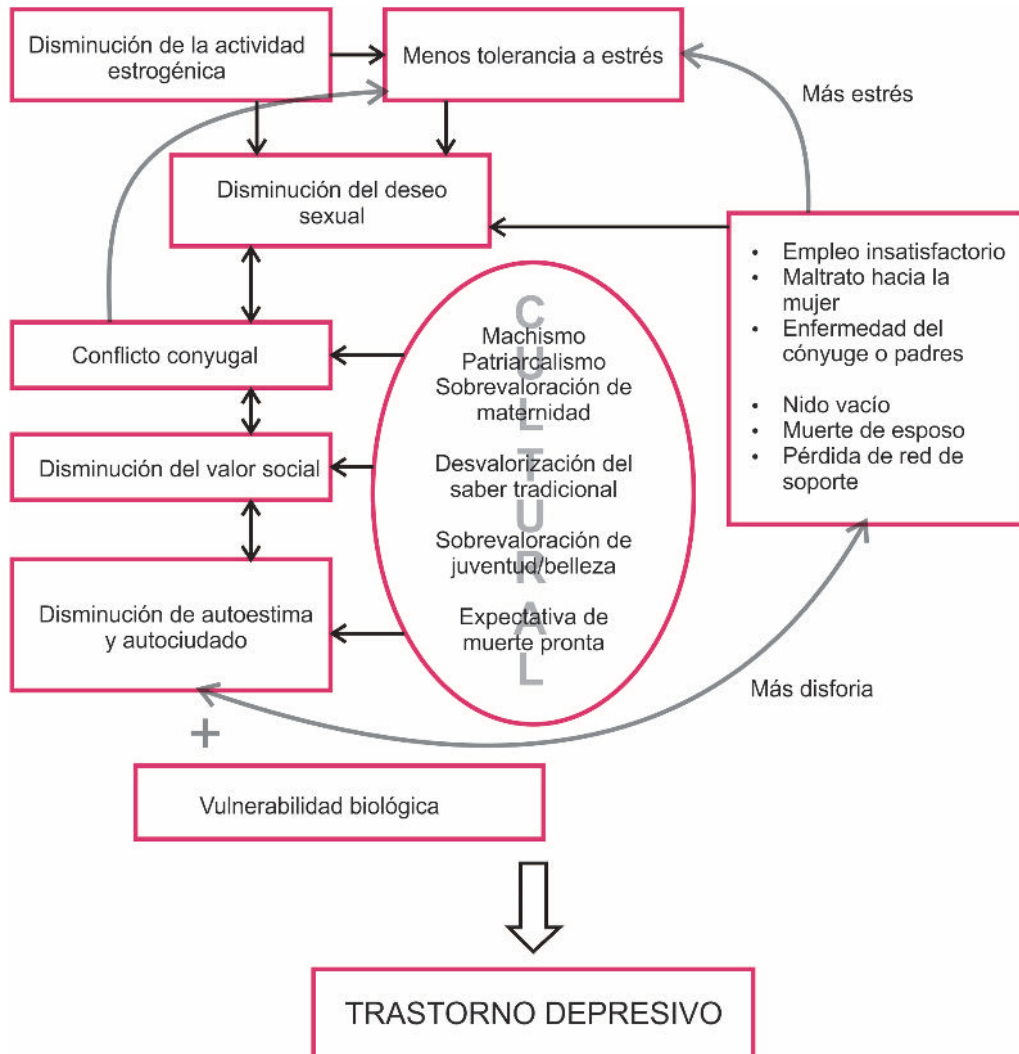 Disminución de la actividad
estrogénica
Menos tolerancia a estrés
Más estrés
Disminución del deseo
sexual
• Empleo insatisfactorio
• Maltrato hacia la
mujer
• Enfermedad del
cónyuge o padres
• Nido vacío
• Muerte de esposo
• Pérdida de red de
soporte
Conflicto conyugal
CULTURAL
Machismo
Patriarcalismo
Sobrevaloración de
maternidad
Desvalorización del
saber tradicional
Sobrevaloración de
juventud/belleza
Expectativa de
muerte pronta
Disminución del valor social
Disminución de autoestima
y autociudado
Más disforia
+
Vulnerabilidad biológica
TRASTORNO DEPRESIVO